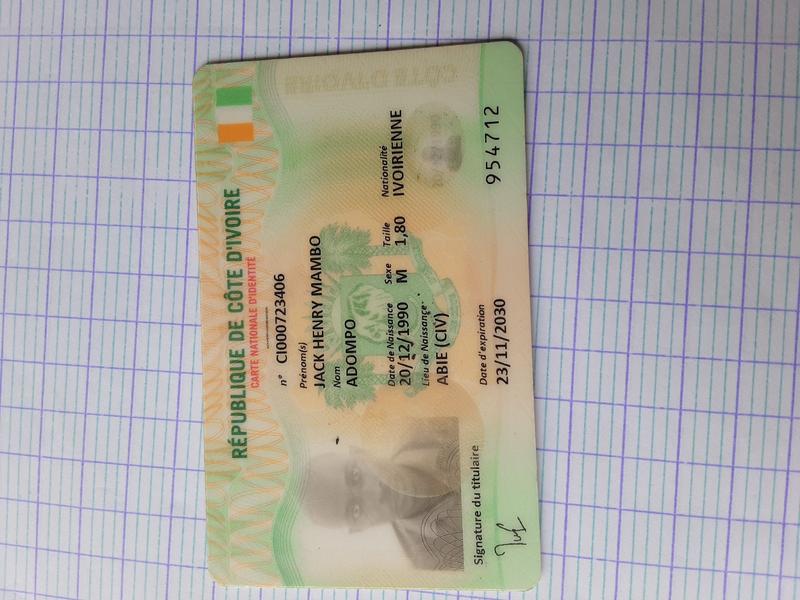 CÔTE D'IVOIRE
RÉPUBLIQUE DE CÔTE D'IVOIRE
CARTE NATIONALE D'IDENTITÉ
n° CI000723406
Prénom(s)
JACK HENRY MAMBO
Nom
ADOMPO
Date de Naissance Sexe Taille Nationalité
20/12/1990 M 1,80 IVOIRIENNE
Lieu de Naissance
ABIE (CIV)
Date d'expiration
23/11/2030
954712
Signature du titulaire